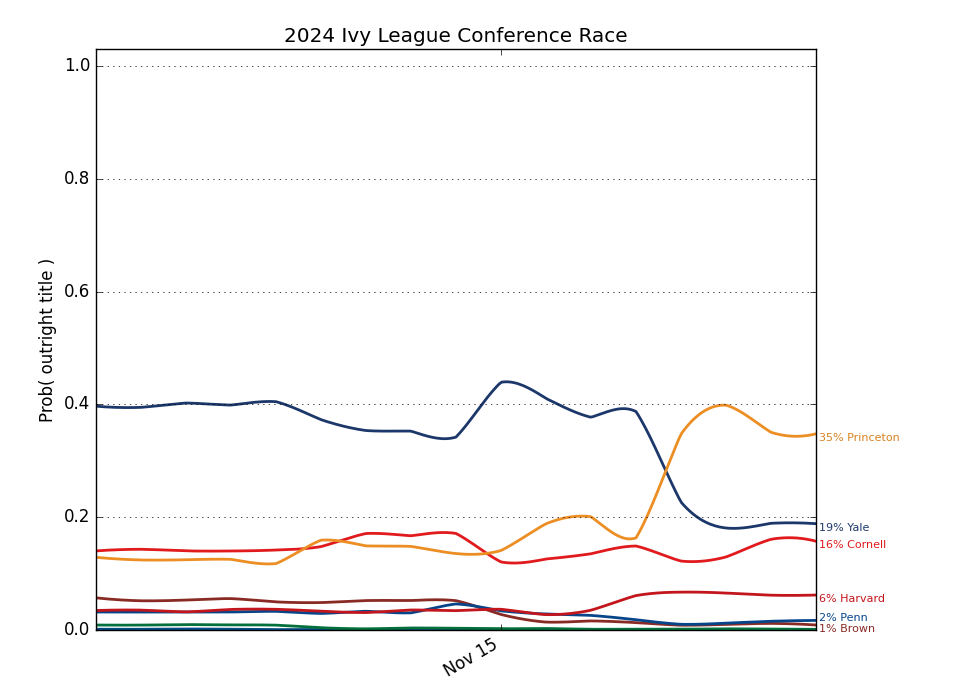 2024 Ivy League Conference Race
Prob( outright title )
1.0
0.8
0.6
0.4
0.2
0.0
Nov 15
35% Princeton
19% Yale
16% Cornell
6% Harvard
2% Penn
1% Brown